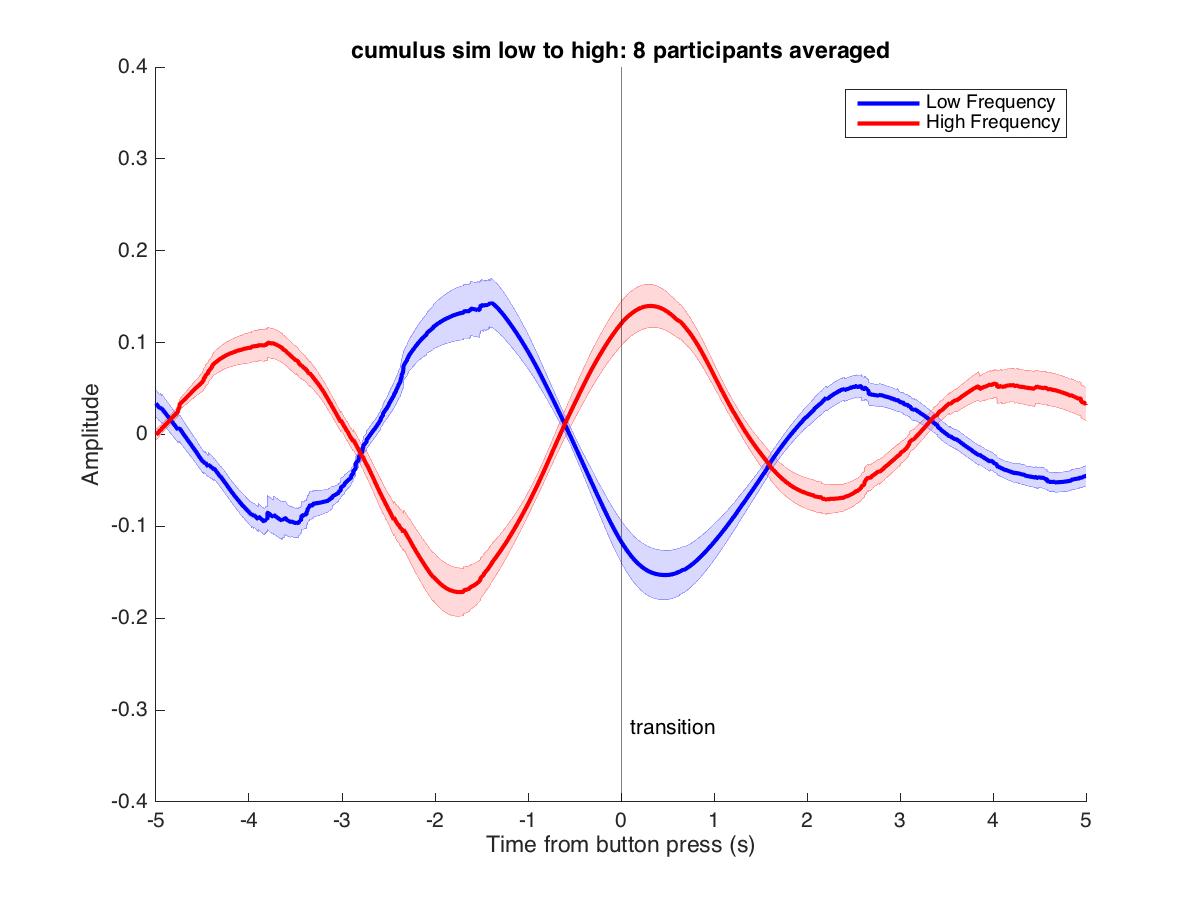 cumulus sim low to high: 8 participants averaged
0.4
Low Frequency
High Frequency
0.3
0.2
0.1
0
Amplitude
-0.1
-0.2
-0.3
transition
-0.4
-5 -4 -3 -2 -1 0 1 2 3 4 5
Time from button press (s)